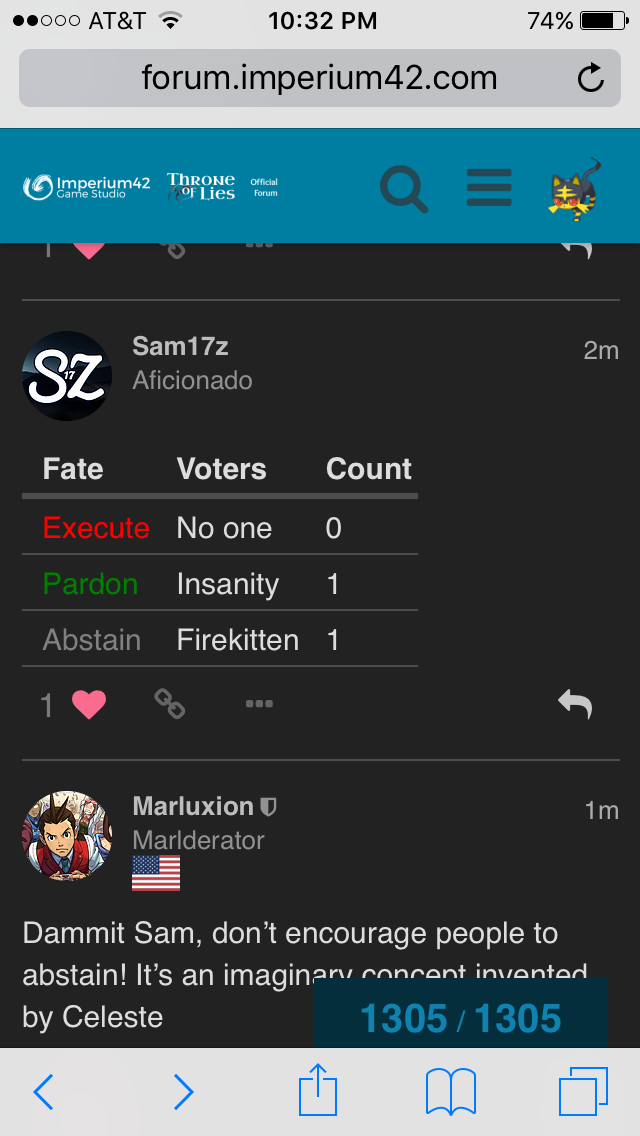 AT&T 10:32 PM 74%
forum.imperium42.com
Imperium42 Game Studio THRONE OF LIES Official Forum
1
Sam17z 2m
Aficionado
SZ 17
Fate Voters Count
Execute No one 0
Pardon Insanity 1
Abstain Firekitten 1
1
Marluxion 1m
Marlderator
Dammit Sam, don’t encourage people to
abstain! It’s an imaginary concept invented
by Celeste
1305 / 1305